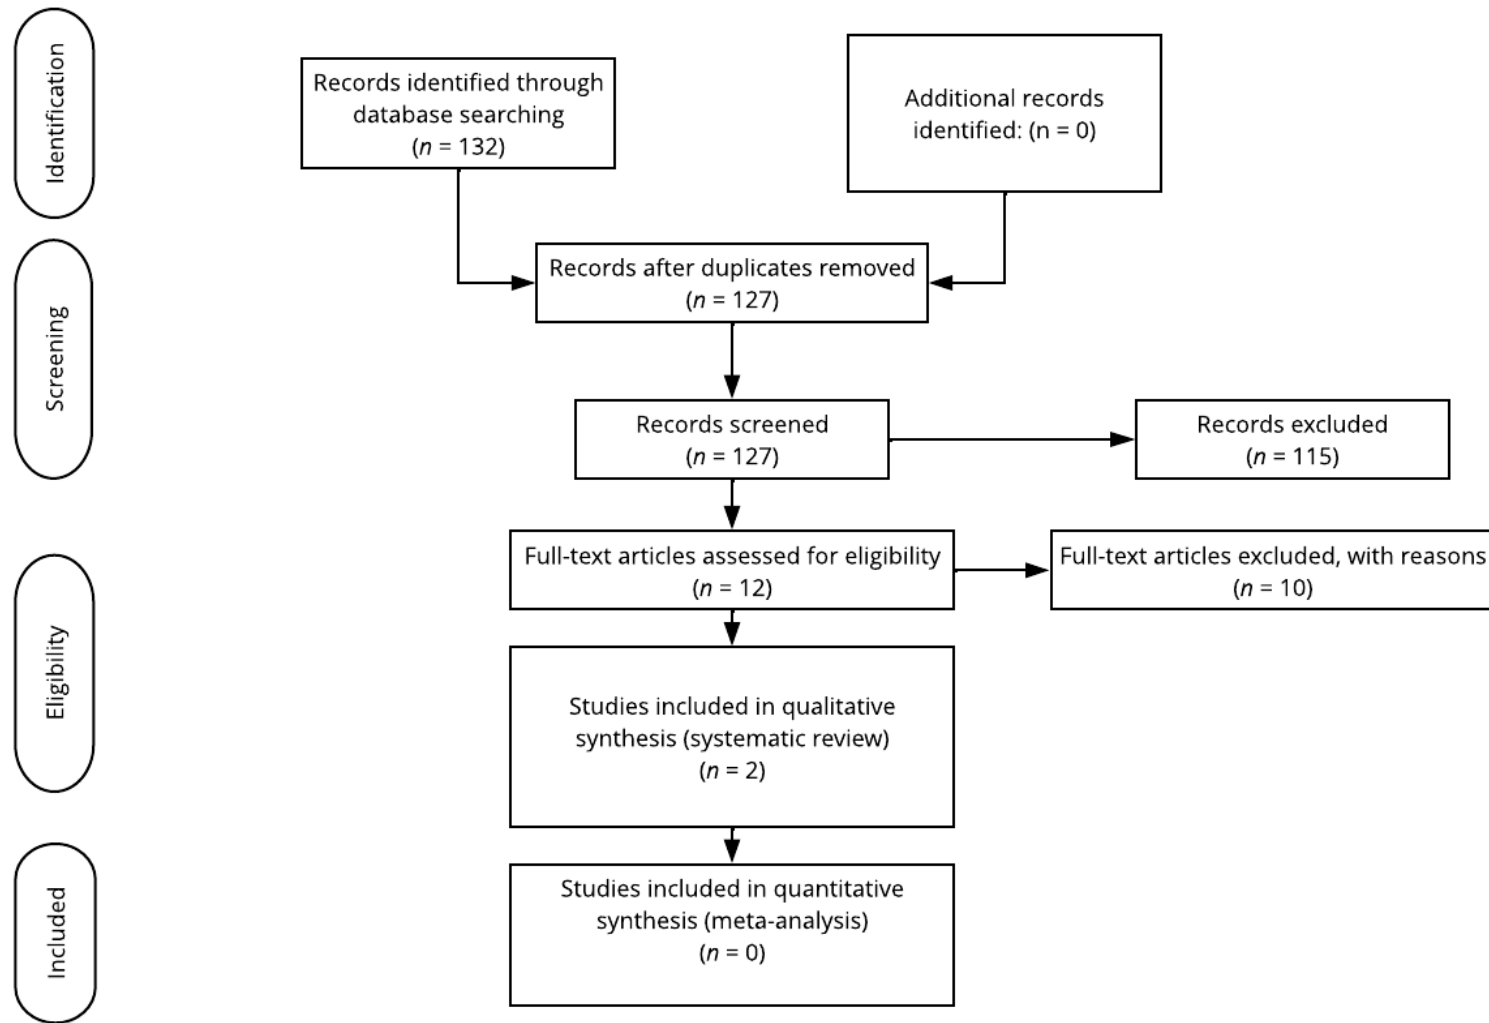 Identification
Records identified through
database searching
(n = 132)
Additional records
identified: (n = 0)
Screening
Records after duplicates removed
(n = 127)
Records screened
(n = 127)
Records excluded
(n = 115)
Eligibility
Full-text articles assessed for eligibility
(n = 12)
Full-text articles excluded, with reasons
(n = 10)
Studies included in qualitative
synthesis (systematic review)
(n = 2)
Included
Studies included in quantitative
synthesis (meta-analysis)
(n = 0)